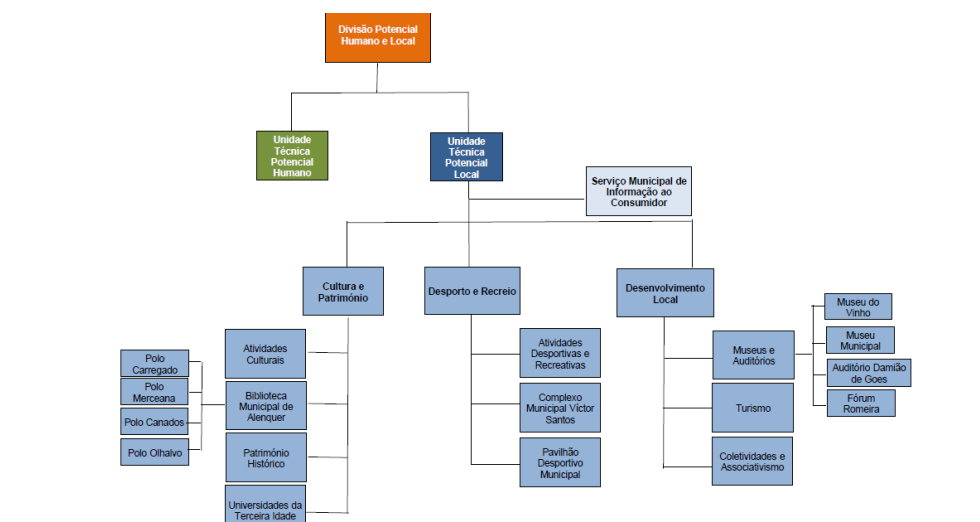 Divisão Potencial
Humano e Local
Unidade
Técnica
Potencial
Humano
Unidade
Técnica
Potencial
Local
Serviço Municipal de
Informação ao
Consumidor
Cultura e
Património
Desporto e Recreio
Desenvolvimento
Local
Atividades
Culturais
Biblioteca
Municipal de
Alenquer
Património
Histórico
Universidades da
Terceira Idade
Polo
Carregado
Polo
Merceana
Polo Canados
Polo Olhalvo
Atividades
Desportivas e
Recreativas
Complexo
Municipal Víctor
Santos
Pavilhão
Desportivo
Municipal
Museus e
Auditórios
Turismo
Coletividades e
Associativismo
Museu do
Vinho
Museu
Municipal
Auditório Damião
de Goes
Fórum
Romeira